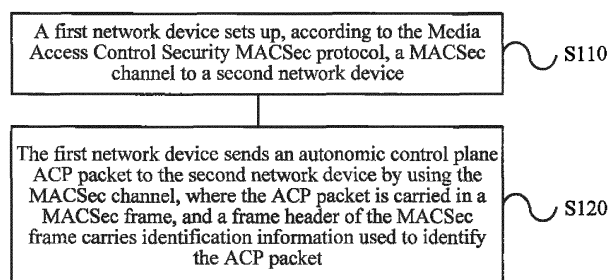 A first network device sets up, according to the Media
Access Control Security MACSec protocol, a MACSec
channel to a second network device
S110
The first network device sends an autonomic control plane
ACP packet to the second network device by using the
MACSec channel, where the ACP packet is carried in a
MACSec frame, and a frame header of the MACSec
frame carries identification information used to identify
the ACP packet
S120